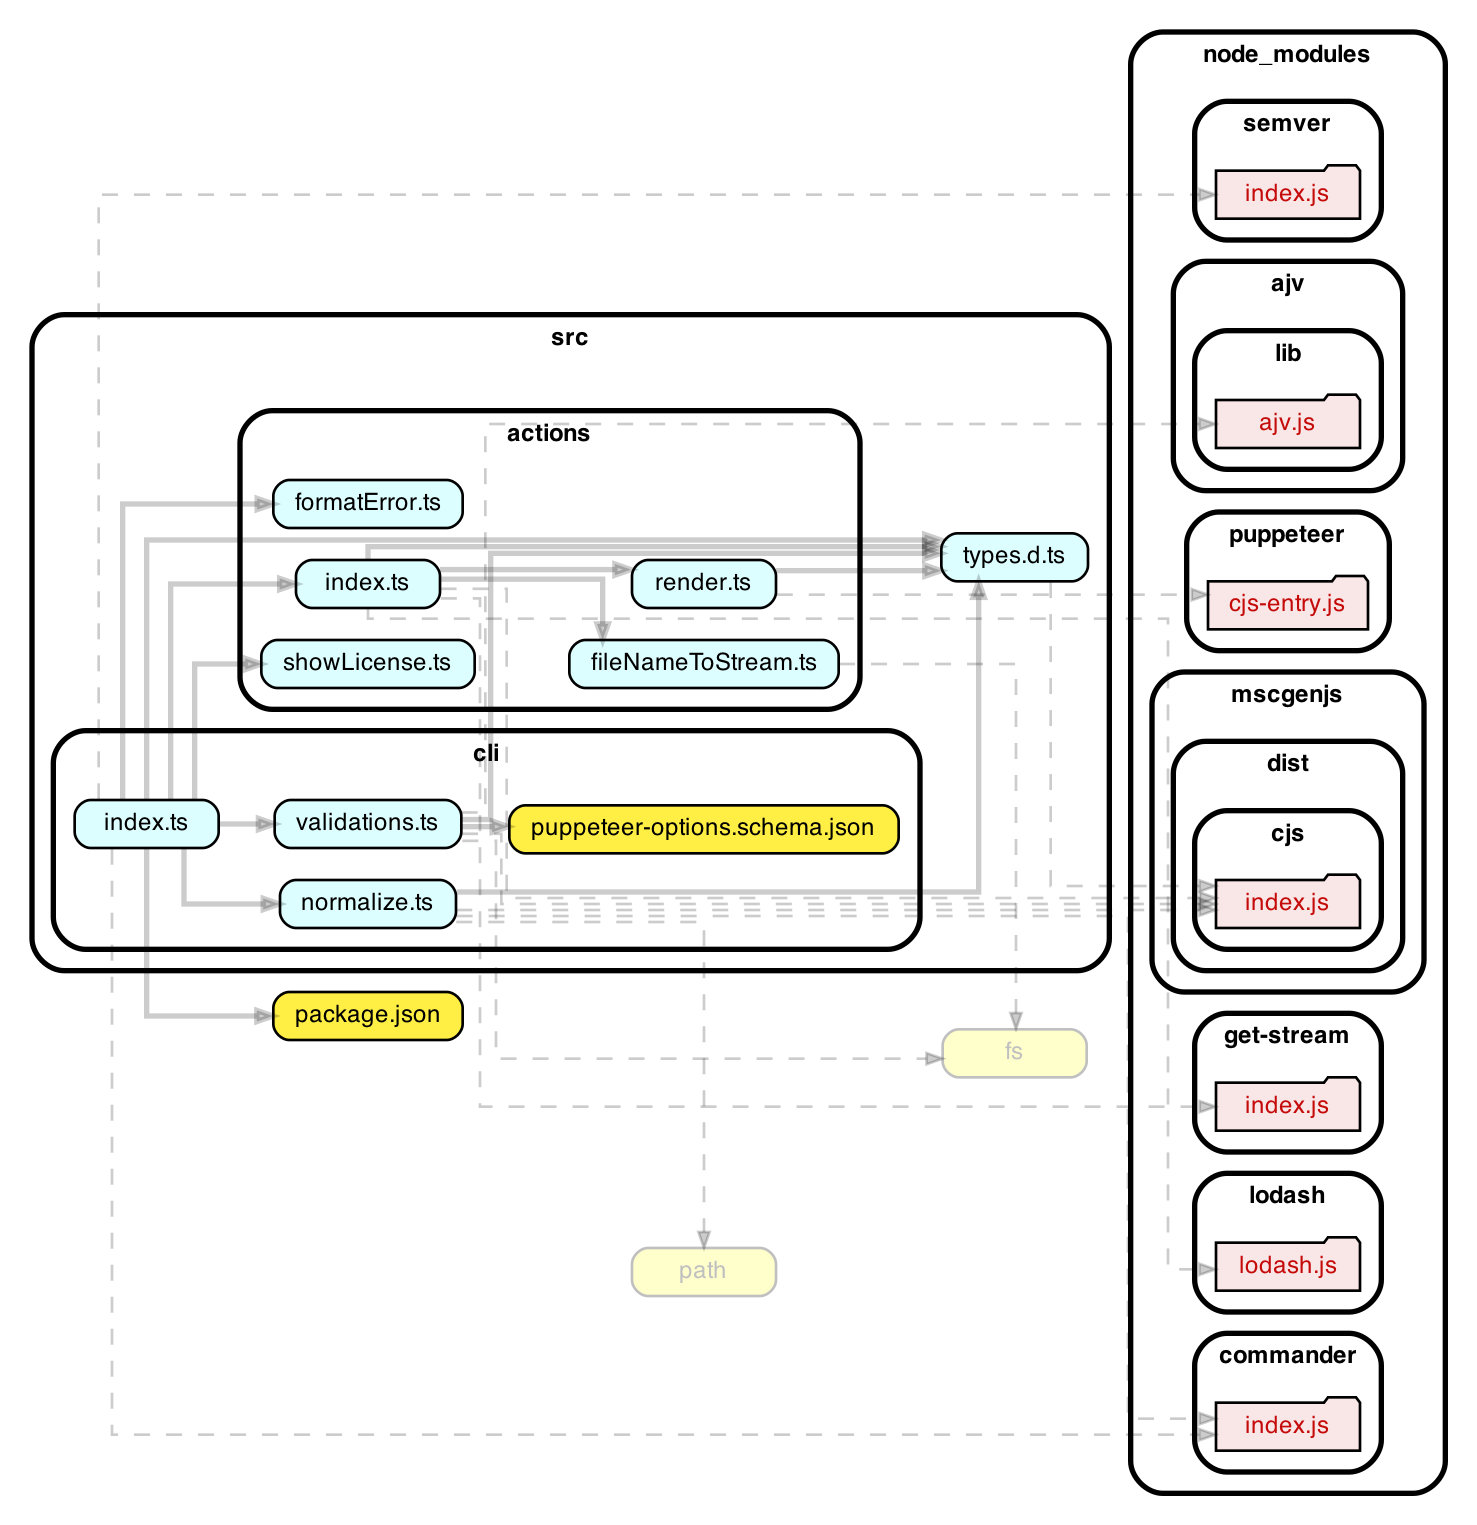 node_modules
semver
index.js
ajv
lib
ajv.js
puppeteer
cjs-entry.js
mscgenjs
dist
cjs
index.js
get-stream
index.js
lodash
lodash.js
commander
index.js
src
actions
formatError.ts
index.ts
render.ts
types.d.ts
showLicense.ts
fileNameToStream.ts
cli
index.ts
validations.ts
puppeteer-options.schema.json
normalize.ts
package.json
fs
path